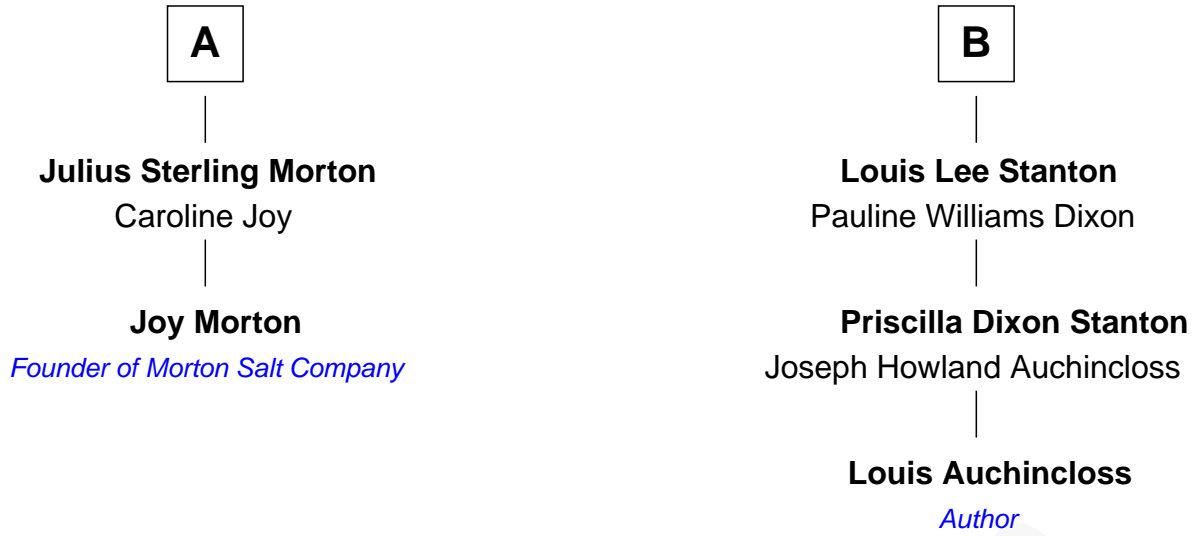 A
Julius Sterling Morton
Caroline Joy
Joy Morton
Founder of Morton Salt Company
B
Louis Lee Stanton
Pauline Williams Dixon
Priscilla Dixon Stanton
Joseph Howland Auchincloss
Louis Auchincloss
Author